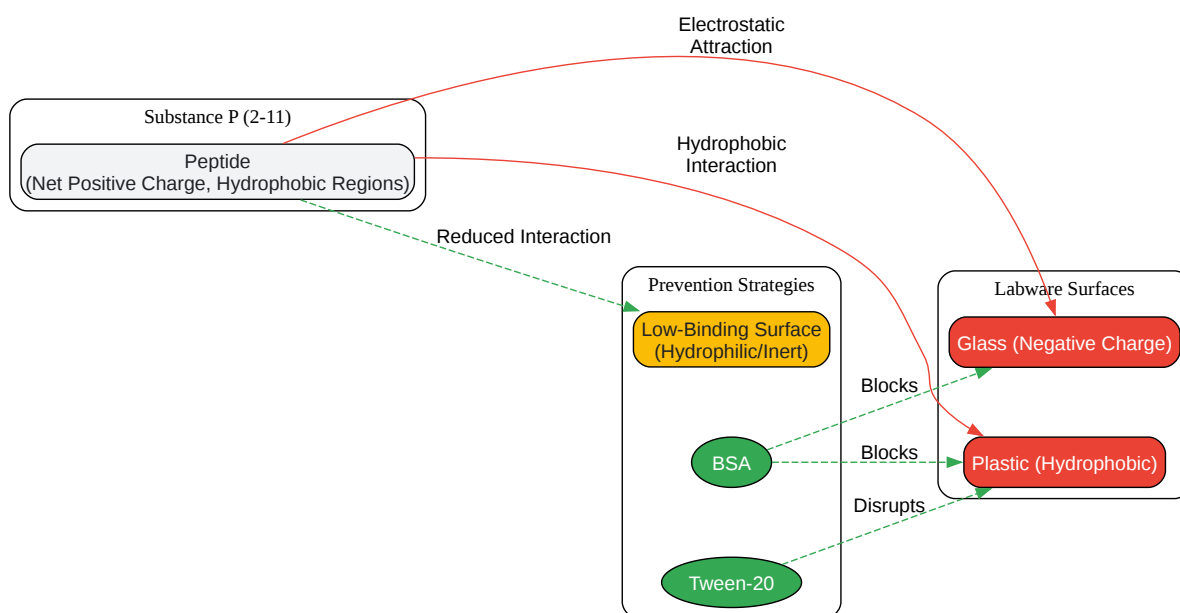 Electrostatic
Attraction
Substance P (2-11)
Peptide
(Net Positive Charge, Hydrophobic Regions)
Hydrophobic
Interaction
Reduced Interaction
Prevention Strategies
Low-Binding Surface
(Hydrophilic/Inert)
BSA
Tween-20
Labware Surfaces
Glass (Negative Charge)
Blocks
Blocks
Plastic (Hydrophobic)
Disrupts